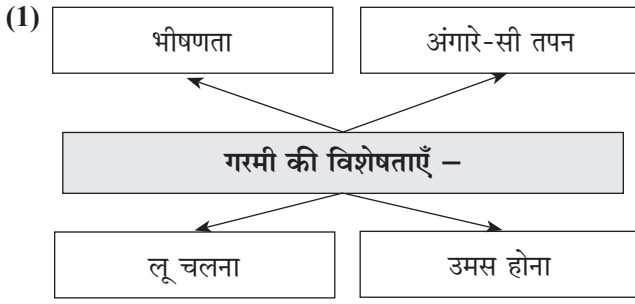 (1)
भीषणता
अंगारे-सी तपन
गरमी की विशेषताएँ –
लू चलना
उमस होना